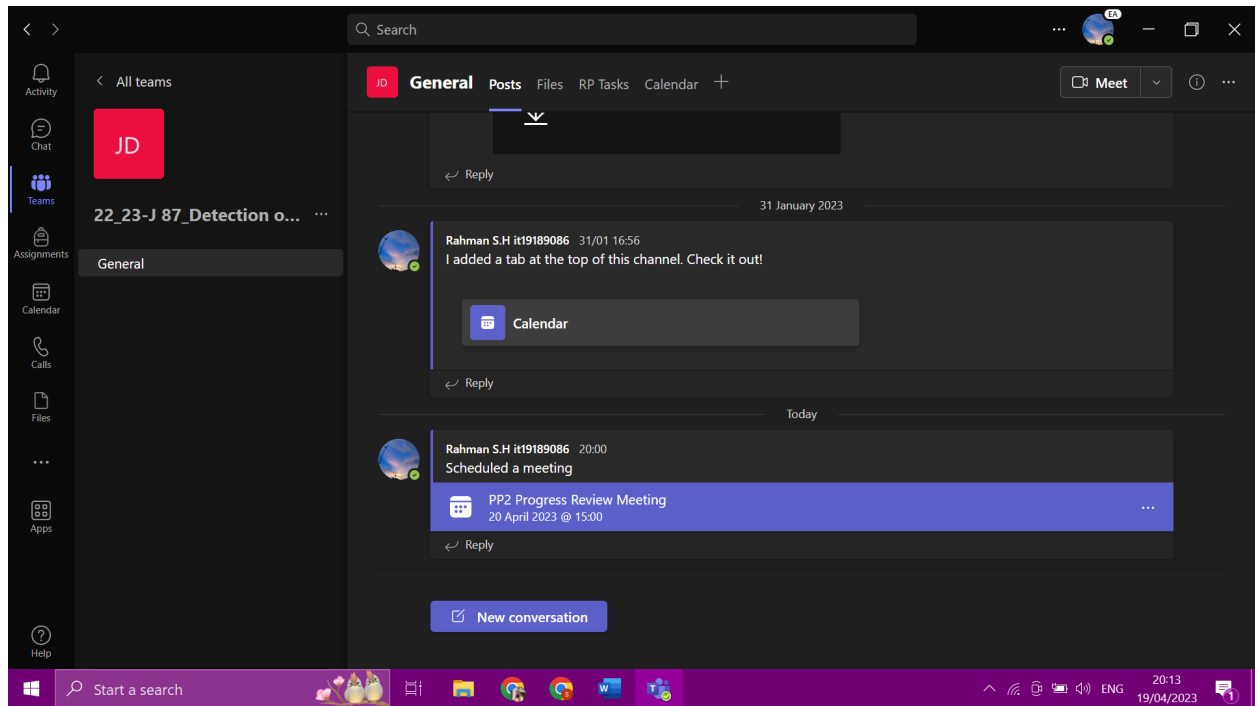 Search
EA
Activity
Chat
Teams
Assignments
Calendar
Calls
Files
Apps
Help
All teams
JD
22_23-J 87_Detection o...
General
JD
General Posts Files RP Tasks Calendar
Meet
Reply
31 January 2023
Rahman S.H it19189086 31/01 16:56
I added a tab at the top of this channel. Check it out!
Calendar
Reply
Today
Rahman S.H it19189086 20:00
Scheduled a meeting
PP2 Progress Review Meeting
20 April 2023 @ 15:00
Reply
New conversation
Start a search
ENG
20:13
19/04/2023
1